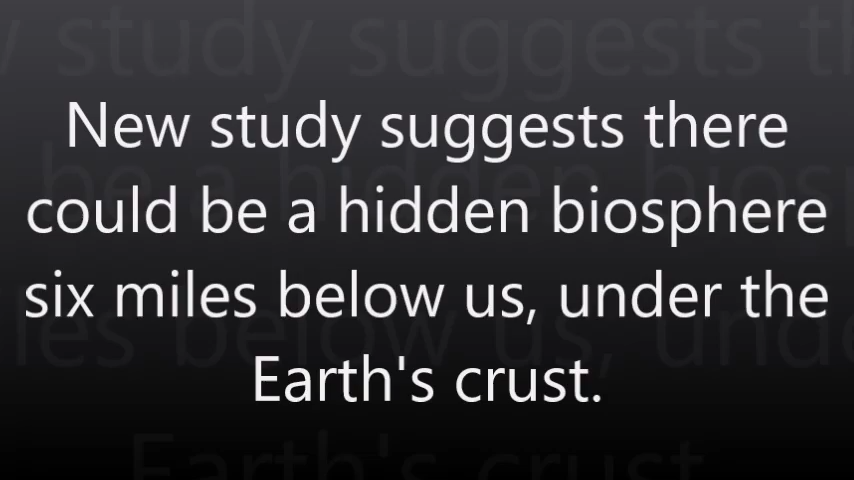 New study suggests there
could be a hidden biosphere
six miles below us, under the
Earth's crust.